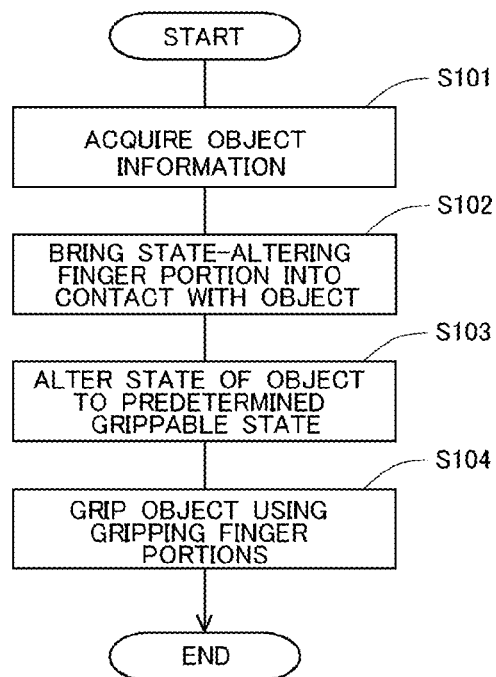 START
S101
ACQUIRE OBJECT
INFORMATION
S102
BRING STATE-ALTERING
FINGER PORTION INTO
CONTACT WITH OBJECT
S103
ALTER STATE OF OBJECT
TO PREDETERMINED
GRIPPABLE STATE
S104
GRIP OBJECT USING
GRIPPING FINGER
PORTIONS
END